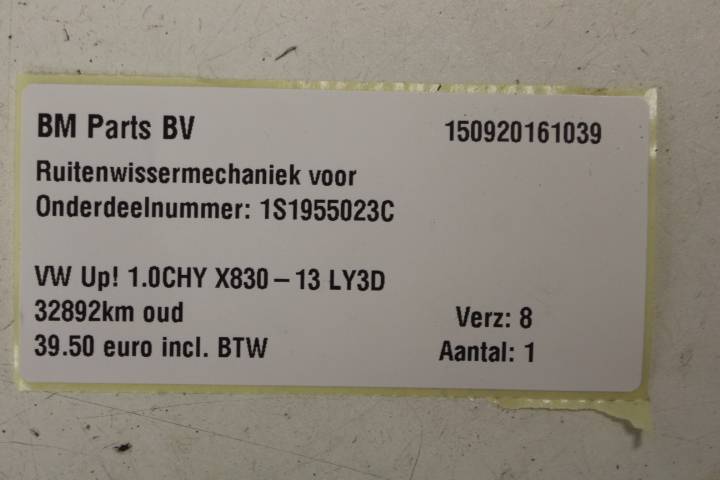 BM Parts BV 150920161039
Ruitenwissermechaniek voor
Onderdeelnummer: 1S1955023C
VW Up! 1.0CHY X830-13 LY3D
32892km oud Verz: 8
39.50 euro incl. BTW Aantal: 1